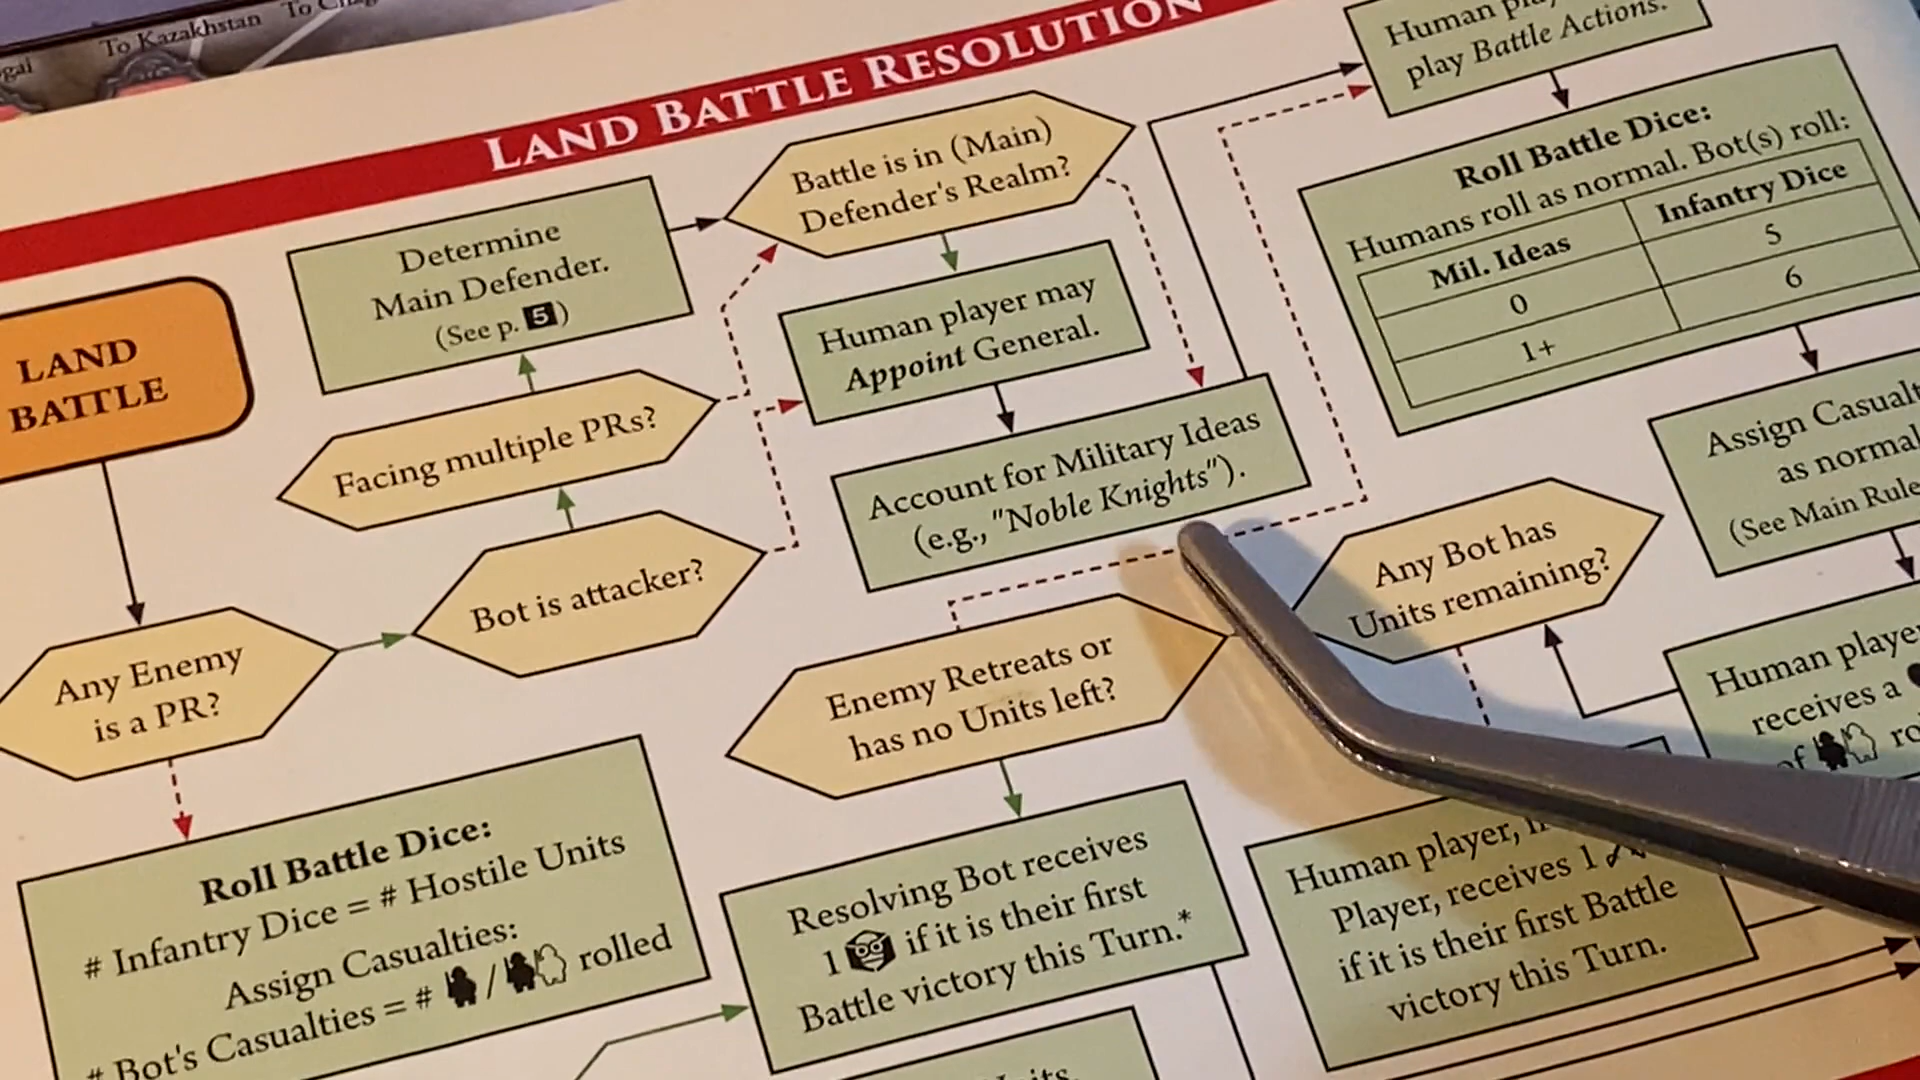 To Kazakhstan
LAND BATTLE RESOLUTION
LAND
BATTLE
Determine
Main Defender.
(See p. 5)
Battle is in (Main)
Defender's Realm?
Human
play Battle Actions.
Roll Battle Dice:
Humans roll as normal. Bot(s) roll:
Mil. Ideas Infantry Dice
0 5
1+ 6
Human player may
Appoint General.
Facing multiple PRs?
Account for Military Ideas
(e.g., "Noble Knights").
Assign
as normal
(See Main
Bot is attacker?
Any Bot has
Units remaining?
Any Enemy
is a PR?
Enemy Retreats or
has no Units left?
Human player
receives a
of
Roll Battle Dice:
# Infantry Dice = # Hostile Units
Assign Casualties:
# Bot's Casualties = # / rolled
Resolving Bot receives
1 if it is their first
Battle victory this Turn.*
Human player,
Player, receives 1
if it is their first Battle
victory this Turn.